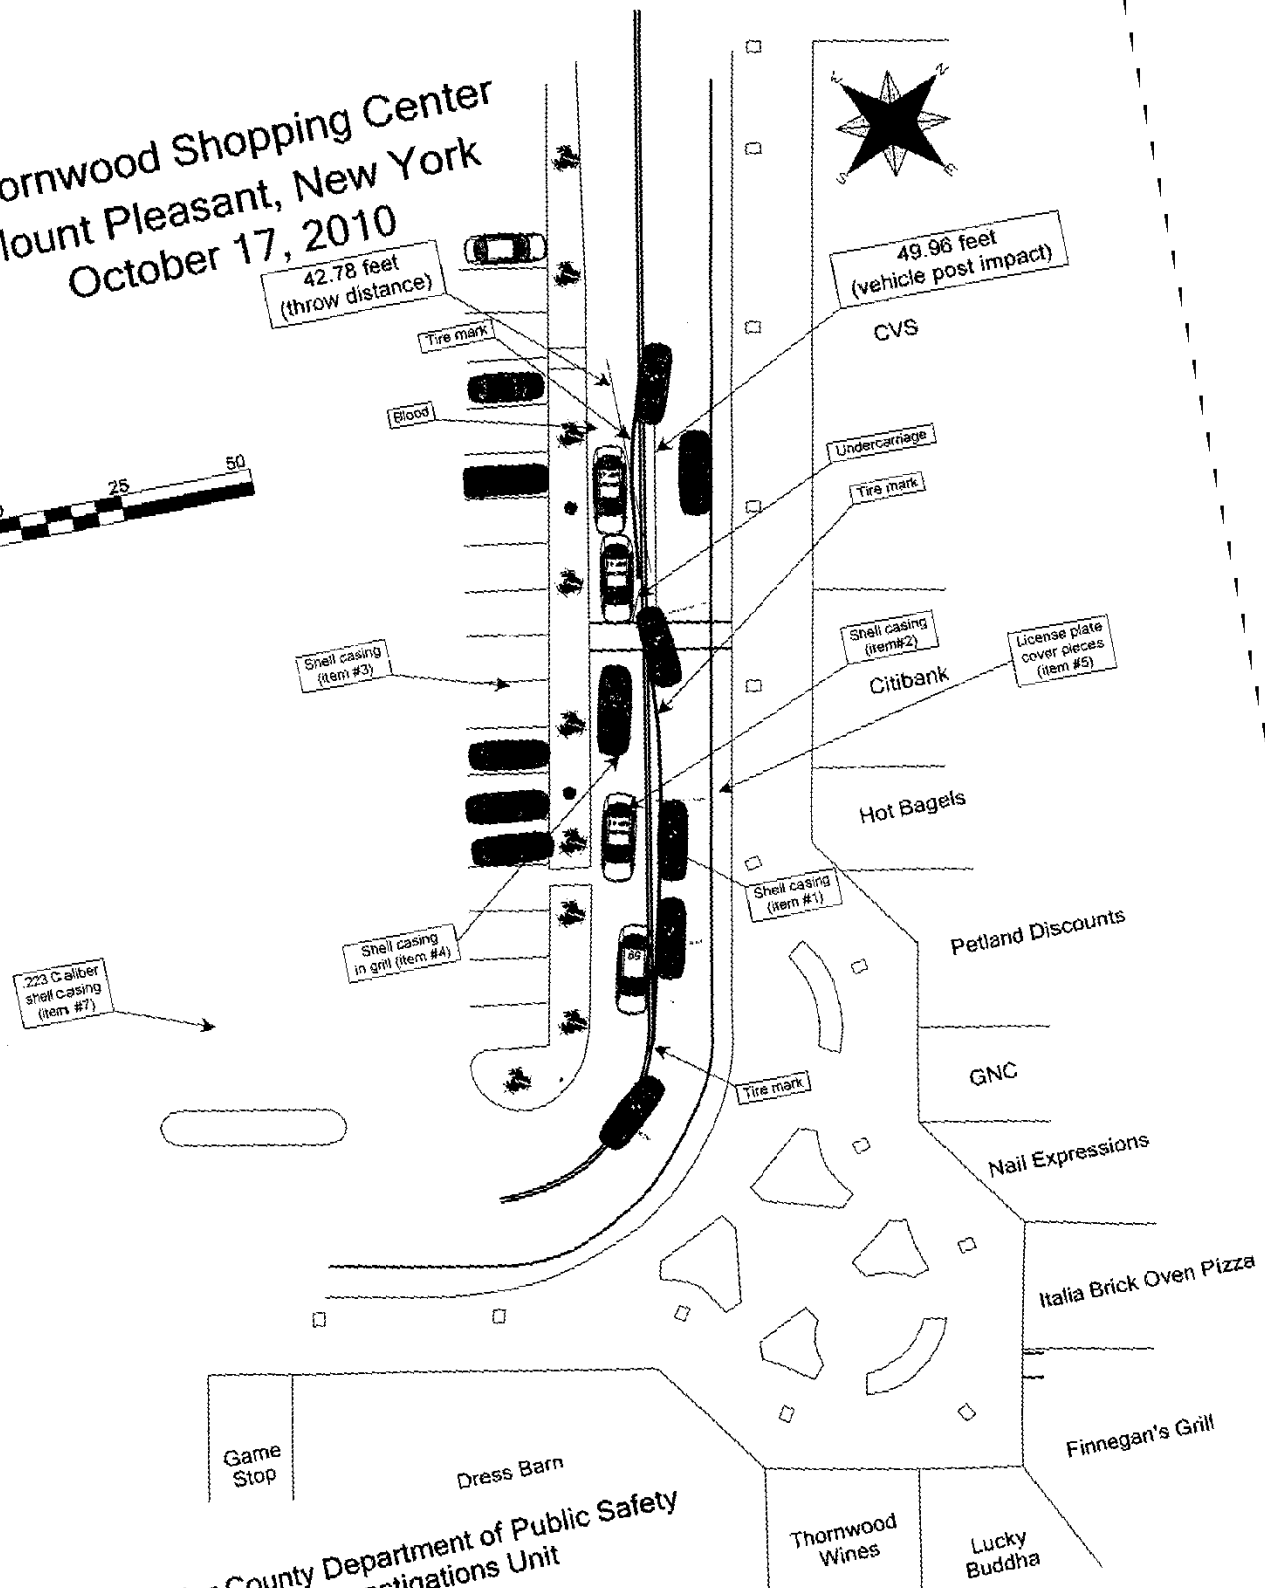 ornwood Shopping Center
ount Pleasant, New York
October 17, 2010
N
E
S
42.78 feet
(throw distance)
49.96 feet
(vehicle post impact)
Tire mark
CVS
Blood
Undercarriage
50
25
Tire mark
Shell casing
(item#2)
License plate
cover pieces
(item #5)
Shell casing
(item #3)
Citibank
Hot Bagels
Shell casing
(item #1)
Petland Discounts
Shell casing
in grill (item #4)
.223 Caliber
shell casing
(item #7)
59
GNC
Tire mark
Nail Expressions
Italia Brick Oven Pizza
Finnegan's Grill
Game
Stop
Dress Barn
County Department of Public Safety
stigations Unit
Thornwood
Wines
Lucky
Buddha